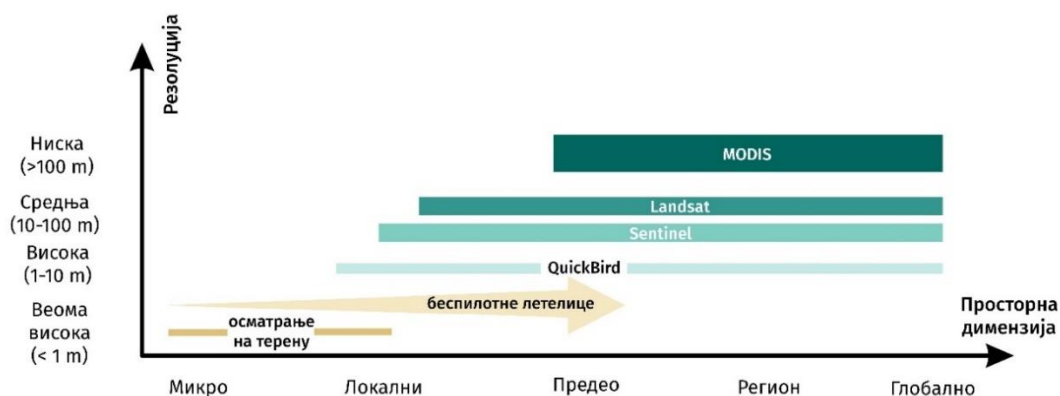 Резолуција
Ниска
(>100 m)
MODIS
Средња
(10-100 m)
Landsat
Sentinel
Висока
(1-10 m)
QuickBird
беспилотне летелице
Веома
висока
(< 1 m)
осматрање
на терену
Просторна
димензија
Микро
Локални
Предео
Регион
Глобално